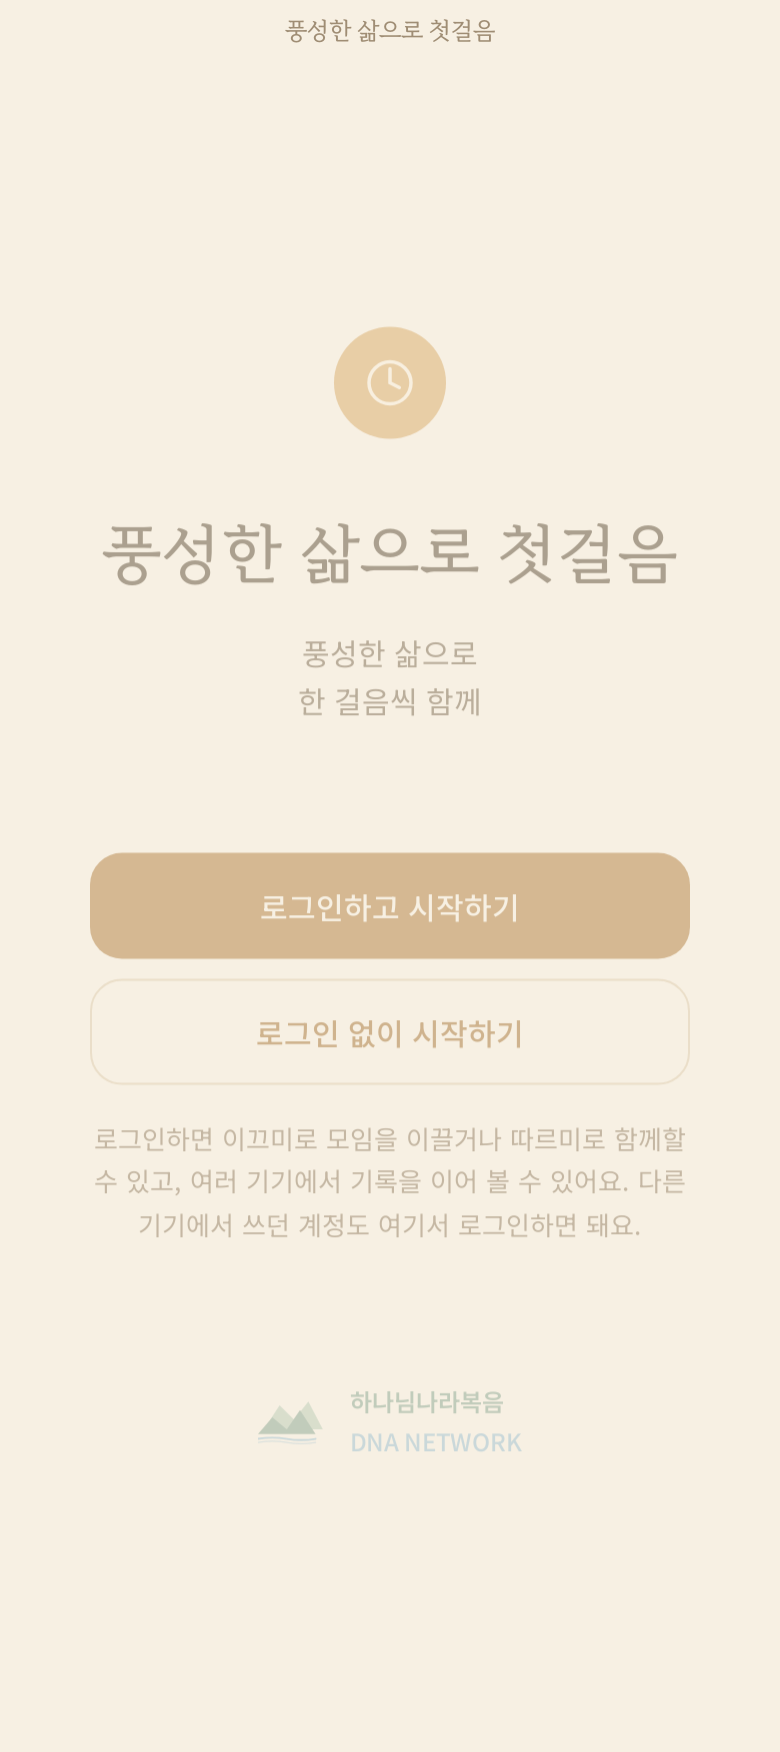 풍성한 삶으로 첫걸음
풍성한 삶으로 첫걸음
풍성한 삶으로
한 걸음씩 함께
로그인하고 시작하기
로그인 없이 시작하기
로그인하면 이끄미로 모임을 이끌거나 따르미로 함께할
수 있고, 여러 기기에서 기록을 이어 볼 수 있어요. 다른
기기에서 쓰던 계정도 여기서 로그인하면 돼요.
하나님나라복음
DNA NETWORK